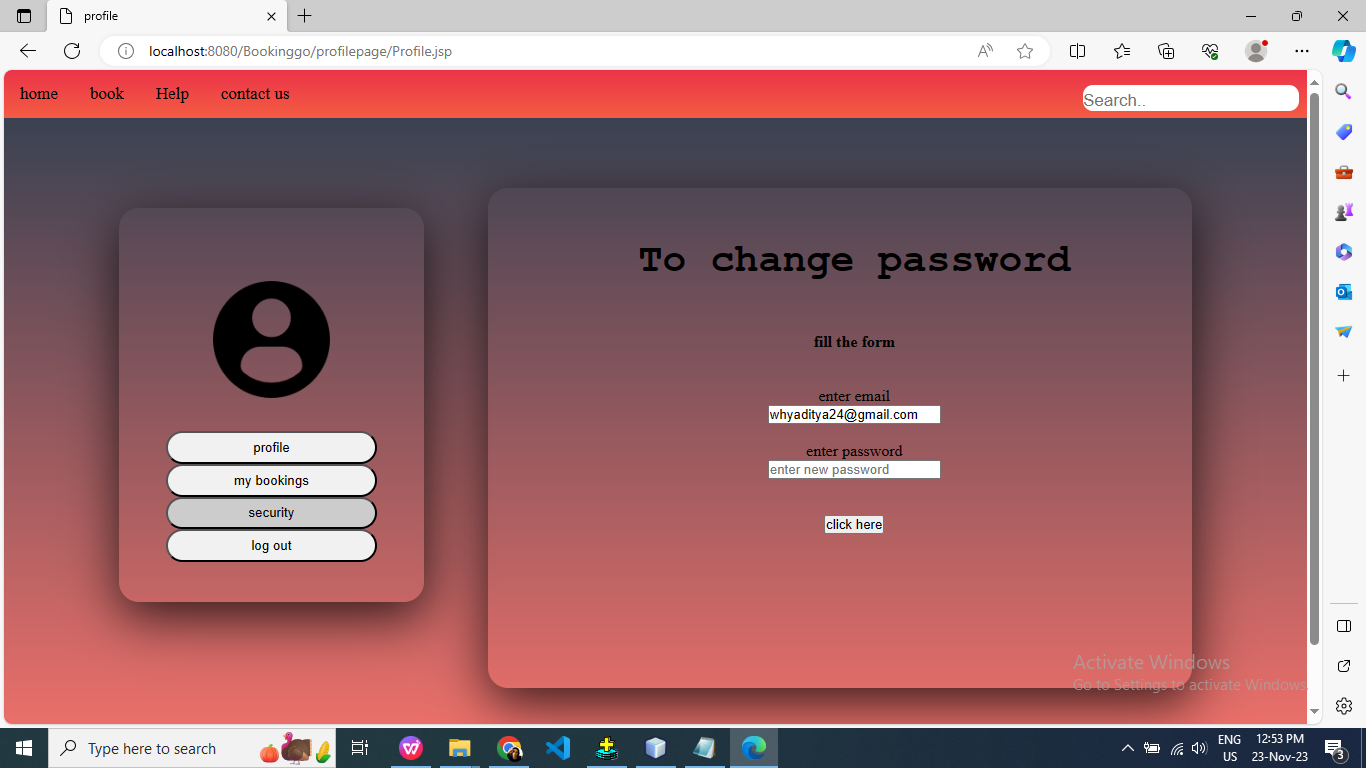 profile
localhost:8080/Bookinggo/profilepage/Profile.jsp
home book Help contact us Search..
To change password
fill the form
enter email
whyaditya24@gmail.com
enter password
enter new password
click here
profile
my bookings
security
log out
Activate Windows
Go to Settings to activate Windows.
Type here to search
ENG
US
12:53 PM
23-Nov-23
3